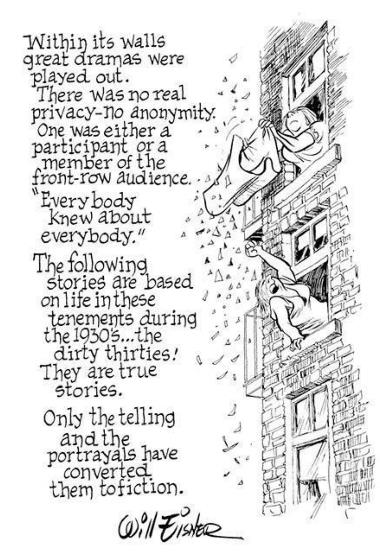 Within its walls
great dramas were
played out.
There was no real
privacy-no anonymity.
One was either a
participant or a
member of the
front-row audience.
"Everybody
knew about
everybody."
The following
stories are based
on life in these
tenements during
the 1930's...the
dirty thirties!
They are true
stories.
Only the telling
and the
portrayals have
converted
them to fiction.
Will Eisner